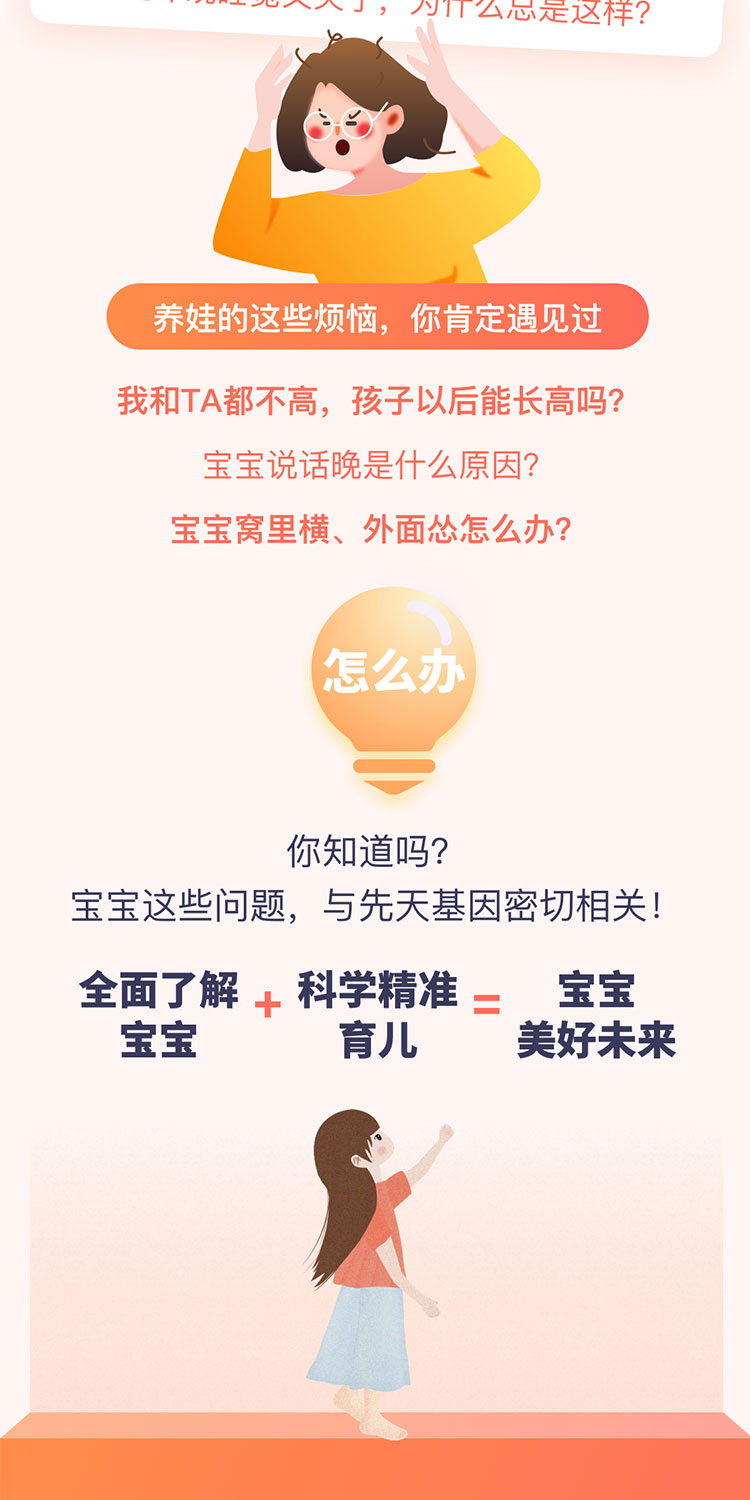 ，为什么总是这样？
养娃的这些烦恼，你肯定遇见过
我和TA都不高，孩子以后能长高吗？
宝宝说话晚是什么原因？
宝宝窝里横、外面怂怎么办？
怎么办
你知道吗？
宝宝这些问题，与先天基因密切相关！
全面了解 + 科学精准 = 宝宝
宝宝 育儿 美好未来